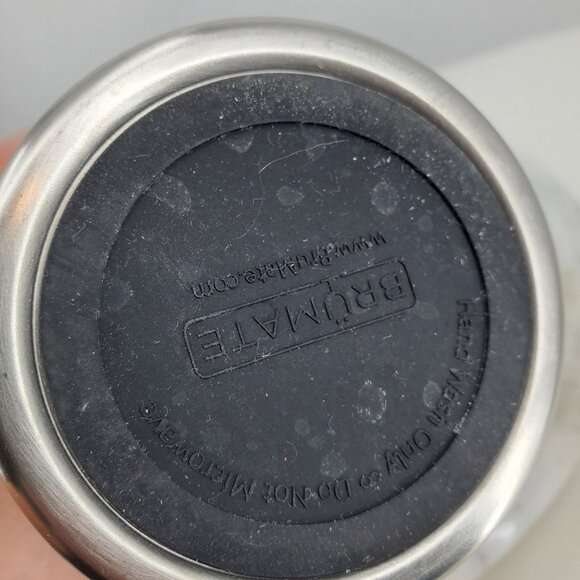 BRÜMATE
www.BruMate.com
Hand Wash Only ∞ Do Not Microwave